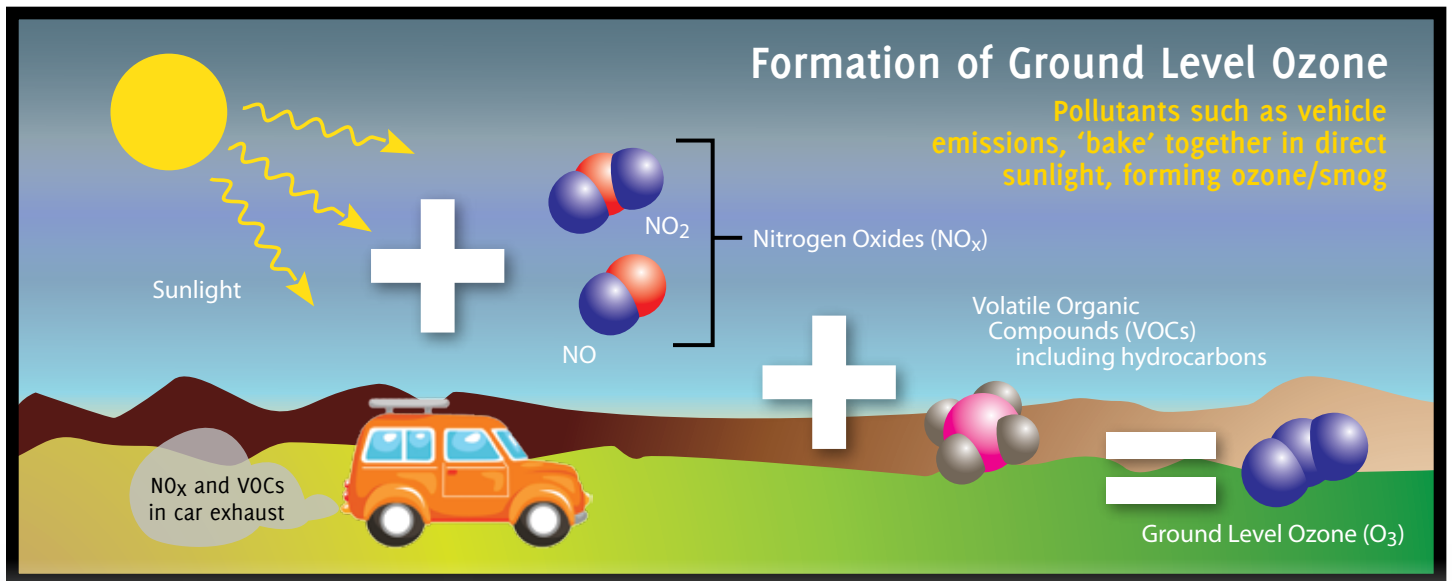 Formation of Ground Level Ozone
Pollutants such as vehicle
emissions, ‘bake’ together in direct
sunlight, forming ozone/smog
NO₂
Nitrogen Oxides (NOₓ)
Sunlight
NO
Volatile Organic
Compounds (VOCs)
including hydrocarbons
NOₓ and VOCs
in car exhaust
Ground Level Ozone (O₃)